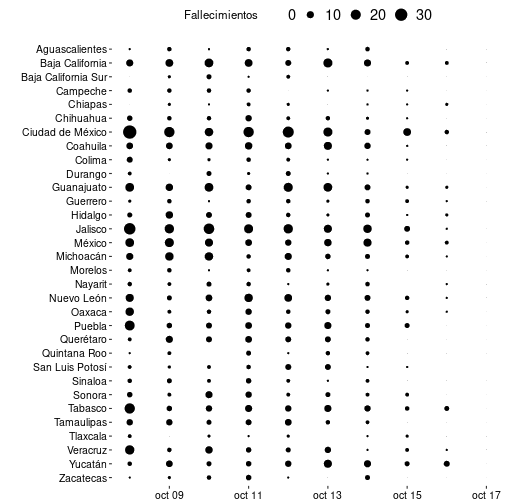 Fallecimientos 0 10 20 30
Aguascalientes
Baja California
Baja California Sur
Campeche
Chiapas
Chihuahua
Ciudad de México
Coahuila
Colima
Durango
Guanajuato
Guerrero
Hidalgo
Jalisco
México
Michoacán
Morelos
Nayarit
Nuevo León
Oaxaca
Puebla
Querétaro
Quintana Roo
San Luis Potosí
Sinaloa
Sonora
Tabasco
Tamaulipas
Tlaxcala
Veracruz
Yucatán
Zacatecas
oct 09 oct 11 oct 13 oct 15 oct 17